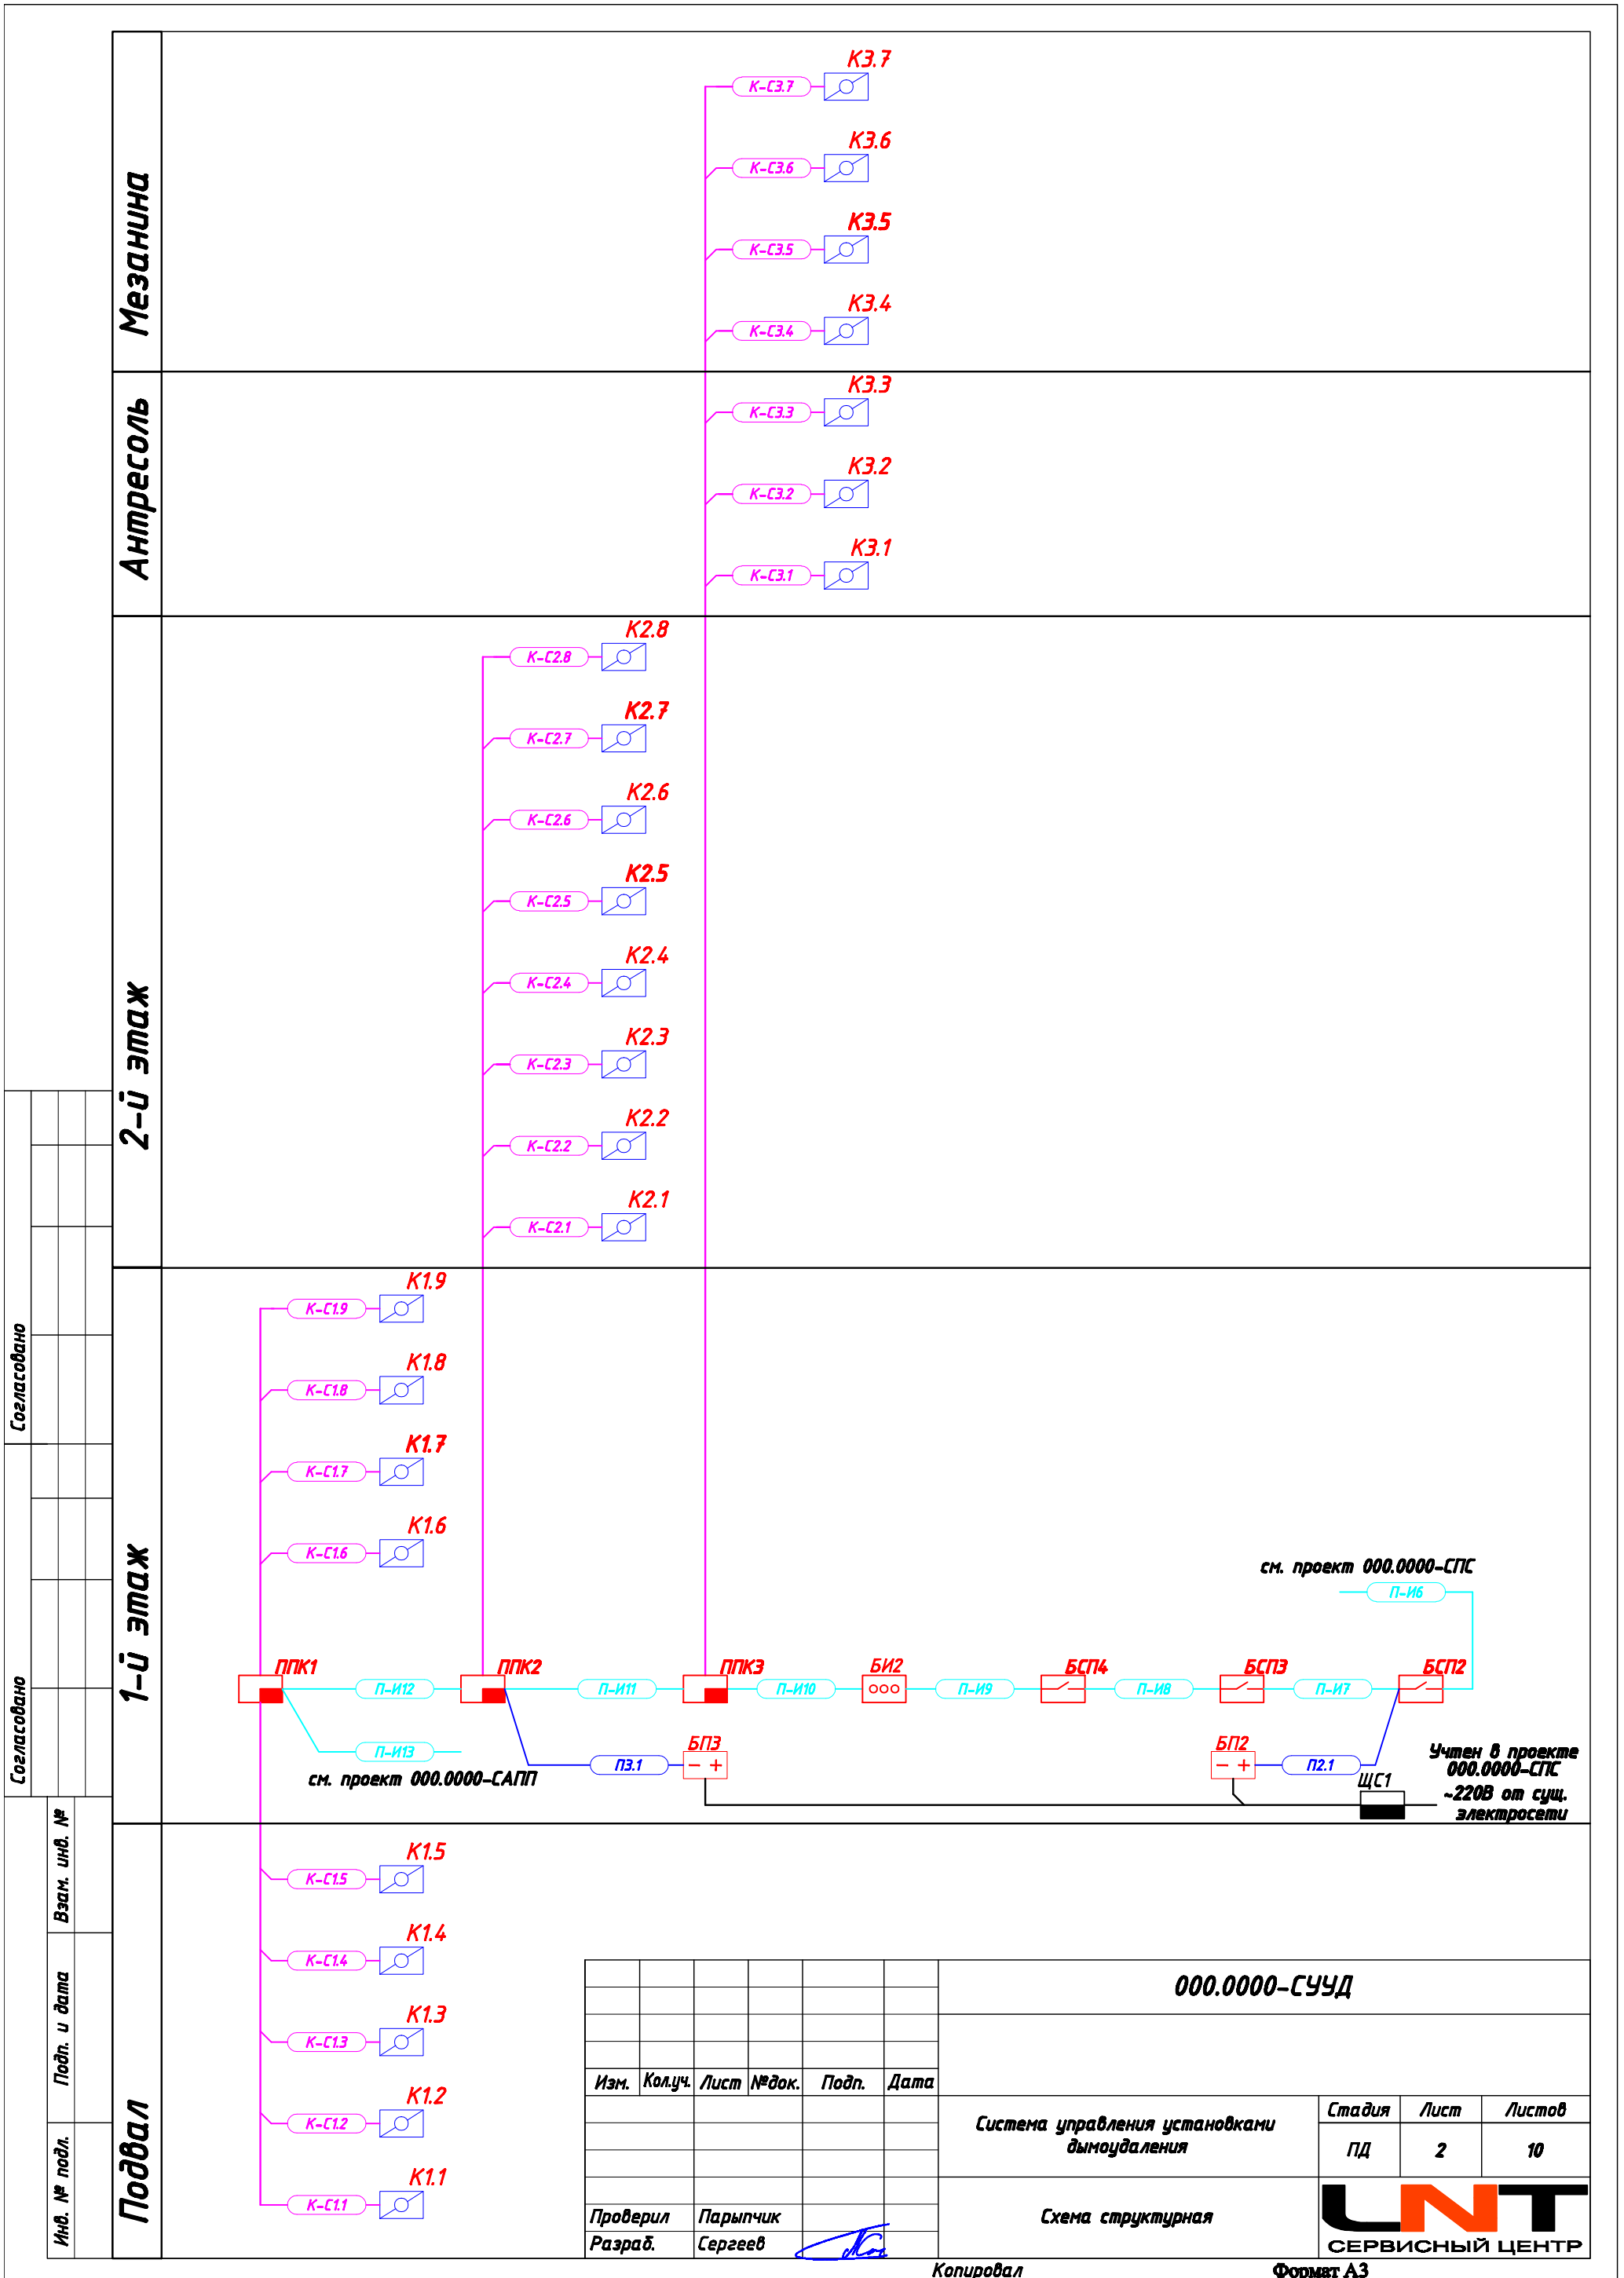 Мезанина
К3.7
К-С3.7
К3.6
К-С3.6
К3.5
К-С3.5
К3.4
К-С3.4
Антресоль
К3.3
К-С3.3
К3.2
К-С3.2
К3.1
К-С3.1
2-й этаж
К2.8
К-С2.8
К2.7
К-С2.7
К2.6
К-С2.6
К2.5
К-С2.5
К2.4
К-С2.4
К2.3
К-С2.3
К2.2
К-С2.2
К2.1
К-С2.1
1-й этаж
К1.9
К-С1.9
К1.8
К-С1.8
К1.7
К-С1.7
К1.6
К-С1.6
см. проект 000.0000-СПС
П-И6
ППК1
П-И12
ППК2
П-И11
ППК3
П-И10
БИ2
П-И9
БСП4
П-И8
БСП3
П-И7
БСП2
П-И13
см. проект 000.0000-САПП
П3.1
БП3
- +
БП2
- +
П2.1
ЩС1
Учтен в проекте
000.0000-СПС
~220В от сущ.
электросети
Подвал
К1.5
К-С1.5
К1.4
К-С1.4
К1.3
К-С1.3
К1.2
К-С1.2
К1.1
К-С1.1
Согласовано
Согласовано
Взам. инв. №
Подп. и дата
Инв. № подл.
000.0000-СУУД
Изм. Кол.уч. Лист №док. Подп. Дата
Система управления установками
дымоудаления
Стадия Лист Листов
ПД 2 10
Проверил Парыпчик
Разраб. Сергеев
Схема структурная
LNT
СЕРВИСНЫЙ ЦЕНТР
Копировал
Формат А3